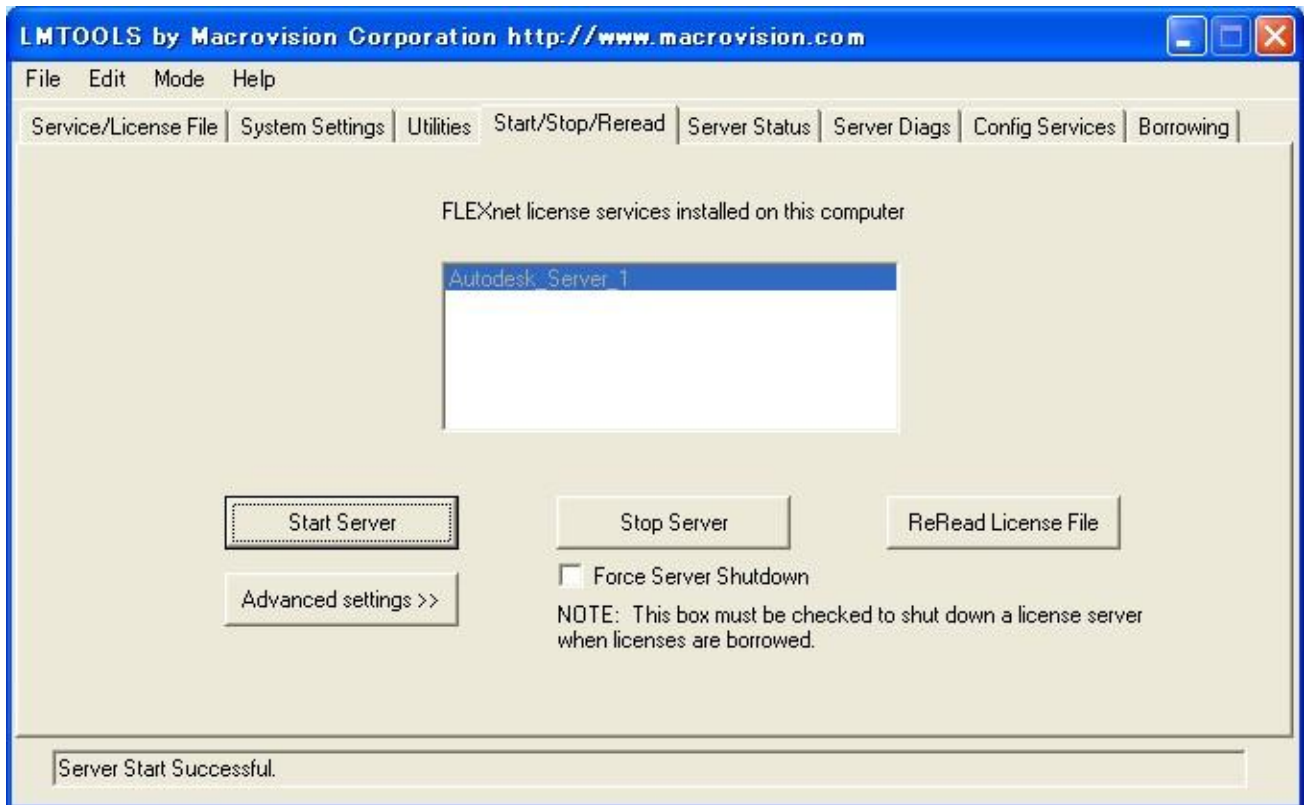 LMTOOLS by Macrovision Corporation http://www.macrovision.com
File Edit Mode Help
Service/License File System Settings Utilities Start/Stop/Reread Server Status Server Diags Config Services Borrowing
FLEXnet license services installed on this computer
Autodesk_Server_1
Start Server Stop Server ReRead License File
Force Server Shutdown
Advanced settings >>
NOTE: This box must be checked to shut down a license server
when licenses are borrowed.
Server Start Successful.